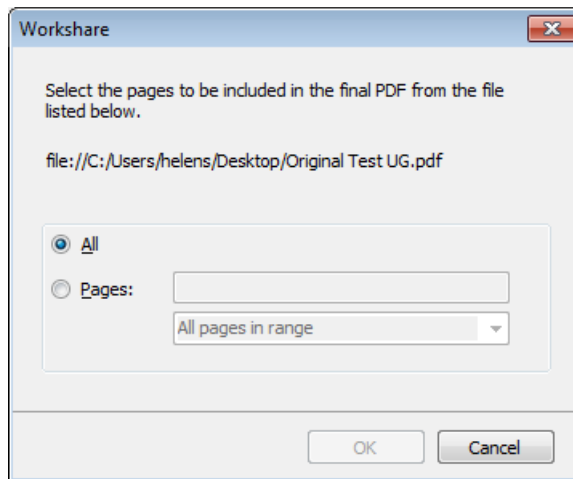 Workshare
Select the pages to be included in the final PDF from the file
listed below.
file://C:/Users/helens/Desktop/Original Test UG.pdf
All
Pages:
All pages in range
OK
Cancel